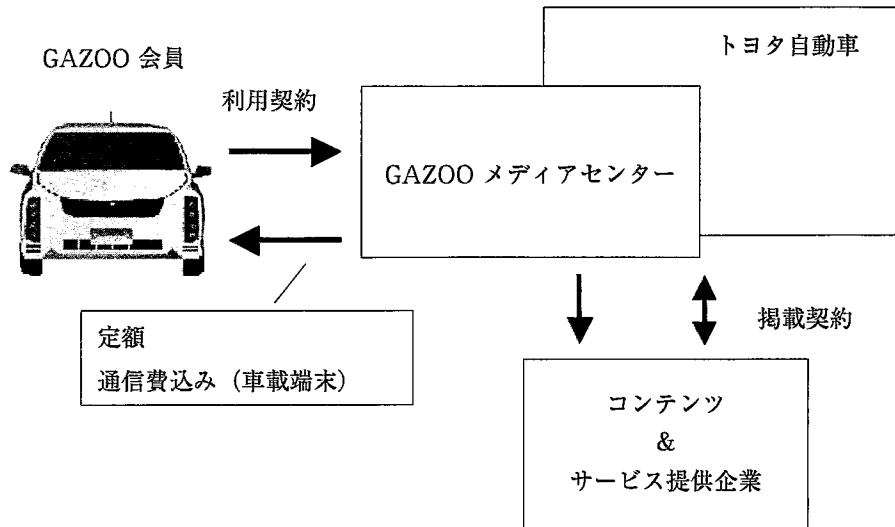 トヨタ自動車
GAZOO 会員
利用契約
GAZOO メディアセンター
定額
通信費込み（車載端末）
掲載契約
コンテンツ
&
サービス提供企業